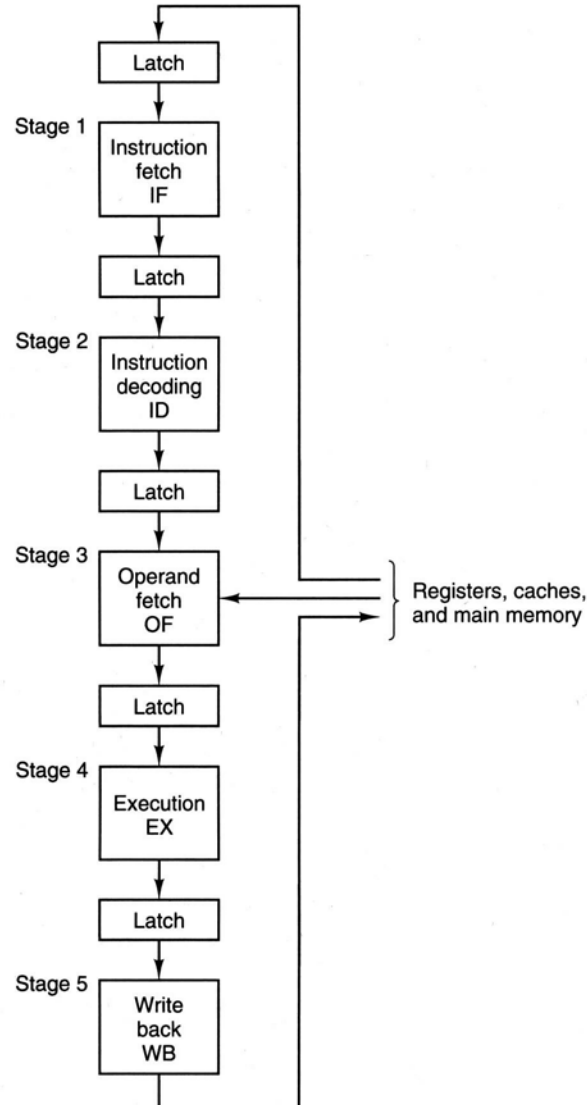 Latch
Stage 1
Instruction
fetch
IF
Latch
Stage 2
Instruction
decoding
ID
Latch
Stage 3
Operand
fetch
OF
Registers, caches,
and main memory
Latch
Stage 4
Execution
EX
Latch
Stage 5
Write
back
WB